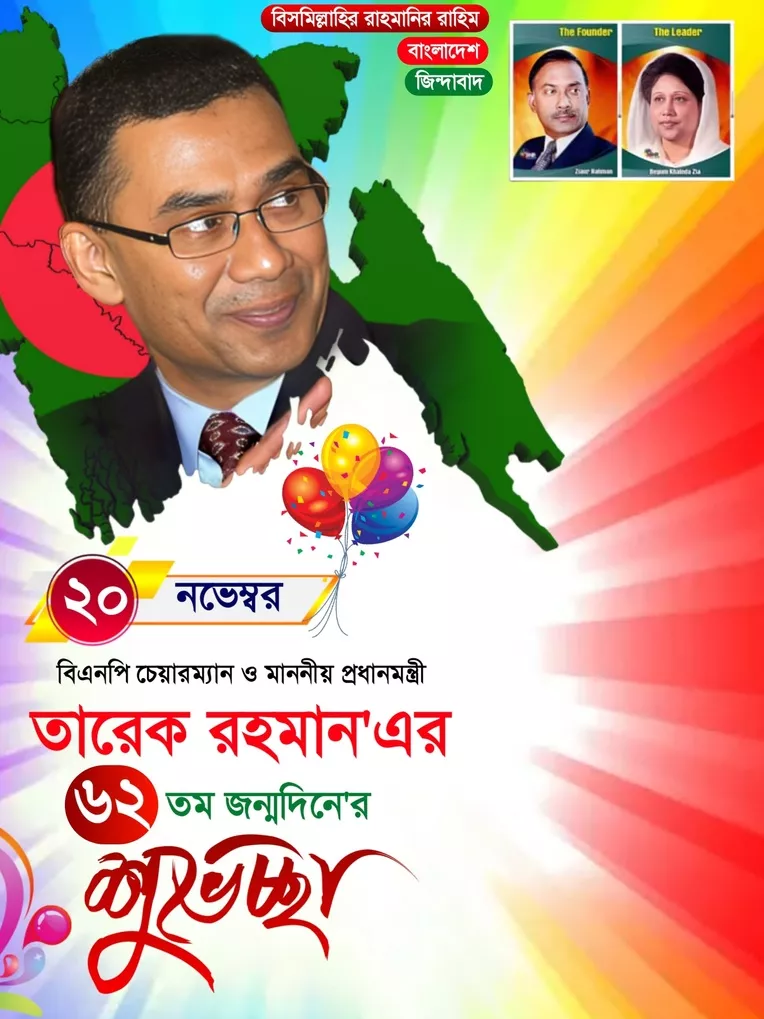 বিসমিল্লাহির রাহমানির রাহিম
বাংলাদেশ
জিন্দাবাদ
The Founder
The Leader
Ziaur Rahman
Begum Khaleda Zia
২০
নভেম্বর
বিএনপি চেয়ারম্যান ও মাননীয় প্রধানমন্ত্রী
তারেক রহমান'এর
৬২ তম জন্মদিনে'র
শুভেচ্ছা